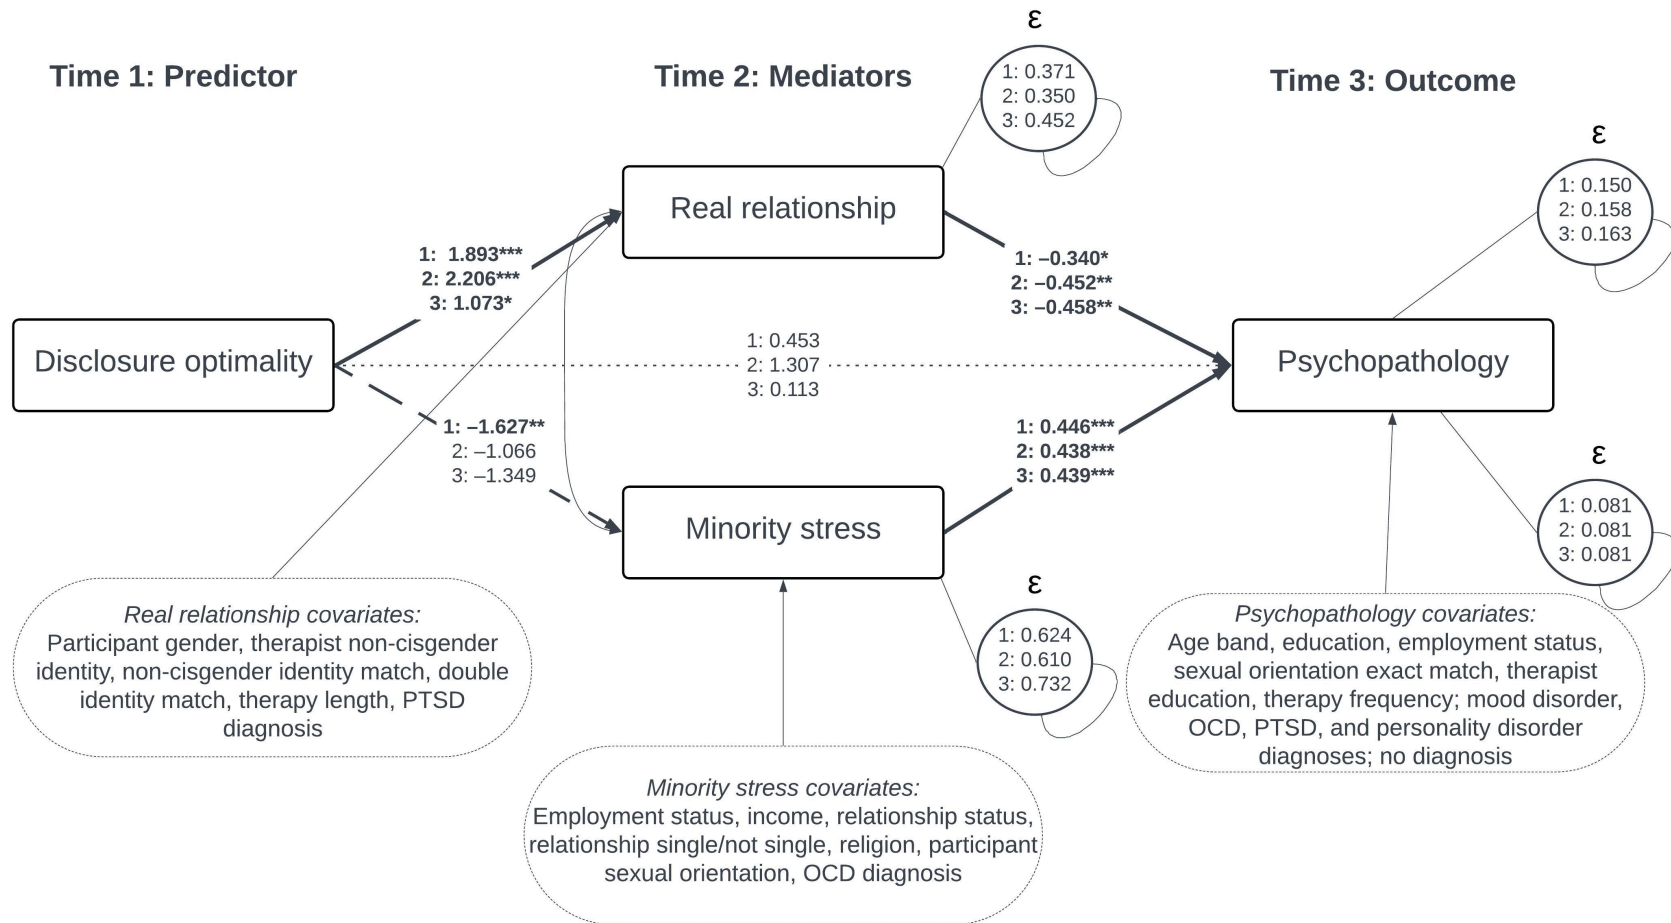 ε
Time 1: Predictor
Time 2: Mediators
Time 3: Outcome
1: 0.371
2: 0.350
3: 0.452
ε
1: 0.150
2: 0.158
3: 0.163
Real relationship
1:  1.893***
2: 2.206***
3: 1.073*
1: –0.340*
2: –0.452**
3: –0.458**
Disclosure optimality
1: 0.453
2: 1.307
3: 0.113
Psychopathology
1: –1.627**
2: –1.066
3: –1.349
1: 0.446***
2: 0.438***
3: 0.439***
ε
1: 0.081
2: 0.081
3: 0.081
Minority stress
ε
1: 0.624
2: 0.610
3: 0.732
Real relationship covariates:
Participant gender, therapist non-cisgender
identity, non-cisgender identity match, double
identity match, therapy length, PTSD
diagnosis
Psychopathology covariates:
Age band, education, employment status,
sexual orientation exact match, therapist
education, therapy frequency; mood disorder,
OCD, PTSD, and personality disorder
diagnoses; no diagnosis
Minority stress covariates:
Employment status, income, relationship status,
relationship single/not single, religion, participant
sexual orientation, OCD diagnosis